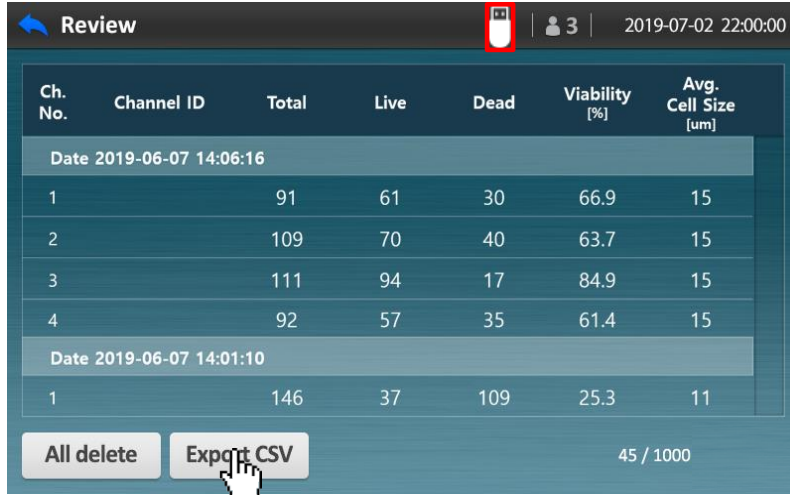 Review 3 2019-07-02 22:00:00
Ch. No. Channel ID Total Live Dead Viability [%] Avg. Cell Size [um]
Date 2019-06-07 14:06:16
1 91 61 30 66.9 15
2 109 70 40 63.7 15
3 111 94 17 84.9 15
4 92 57 35 61.4 15
Date 2019-06-07 14:01:10
1 146 37 109 25.3 11
All delete Export CSV 45 / 1000